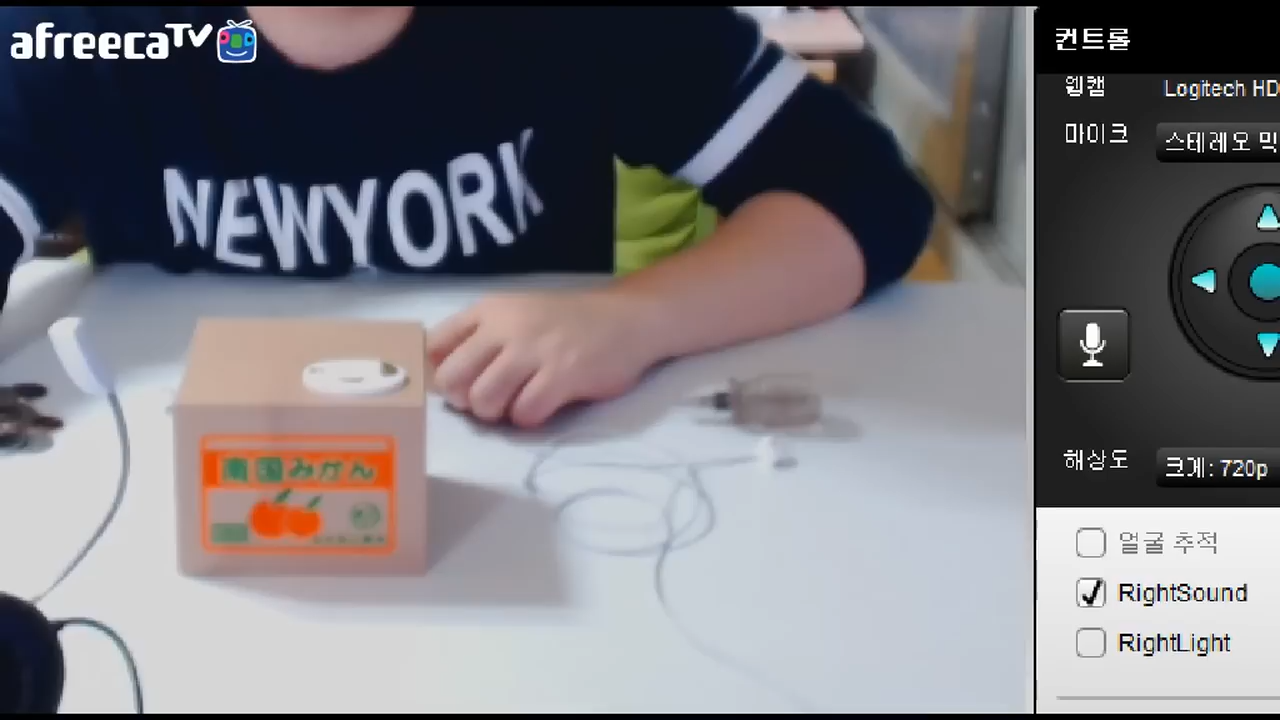 afreecaTV
NEWYORK
南国みかん
컨트롤
웹캠 Logitech HD
마이크 스테레오 믹
해상도 크게: 720p
얼굴 추적
RightSound
RightLight